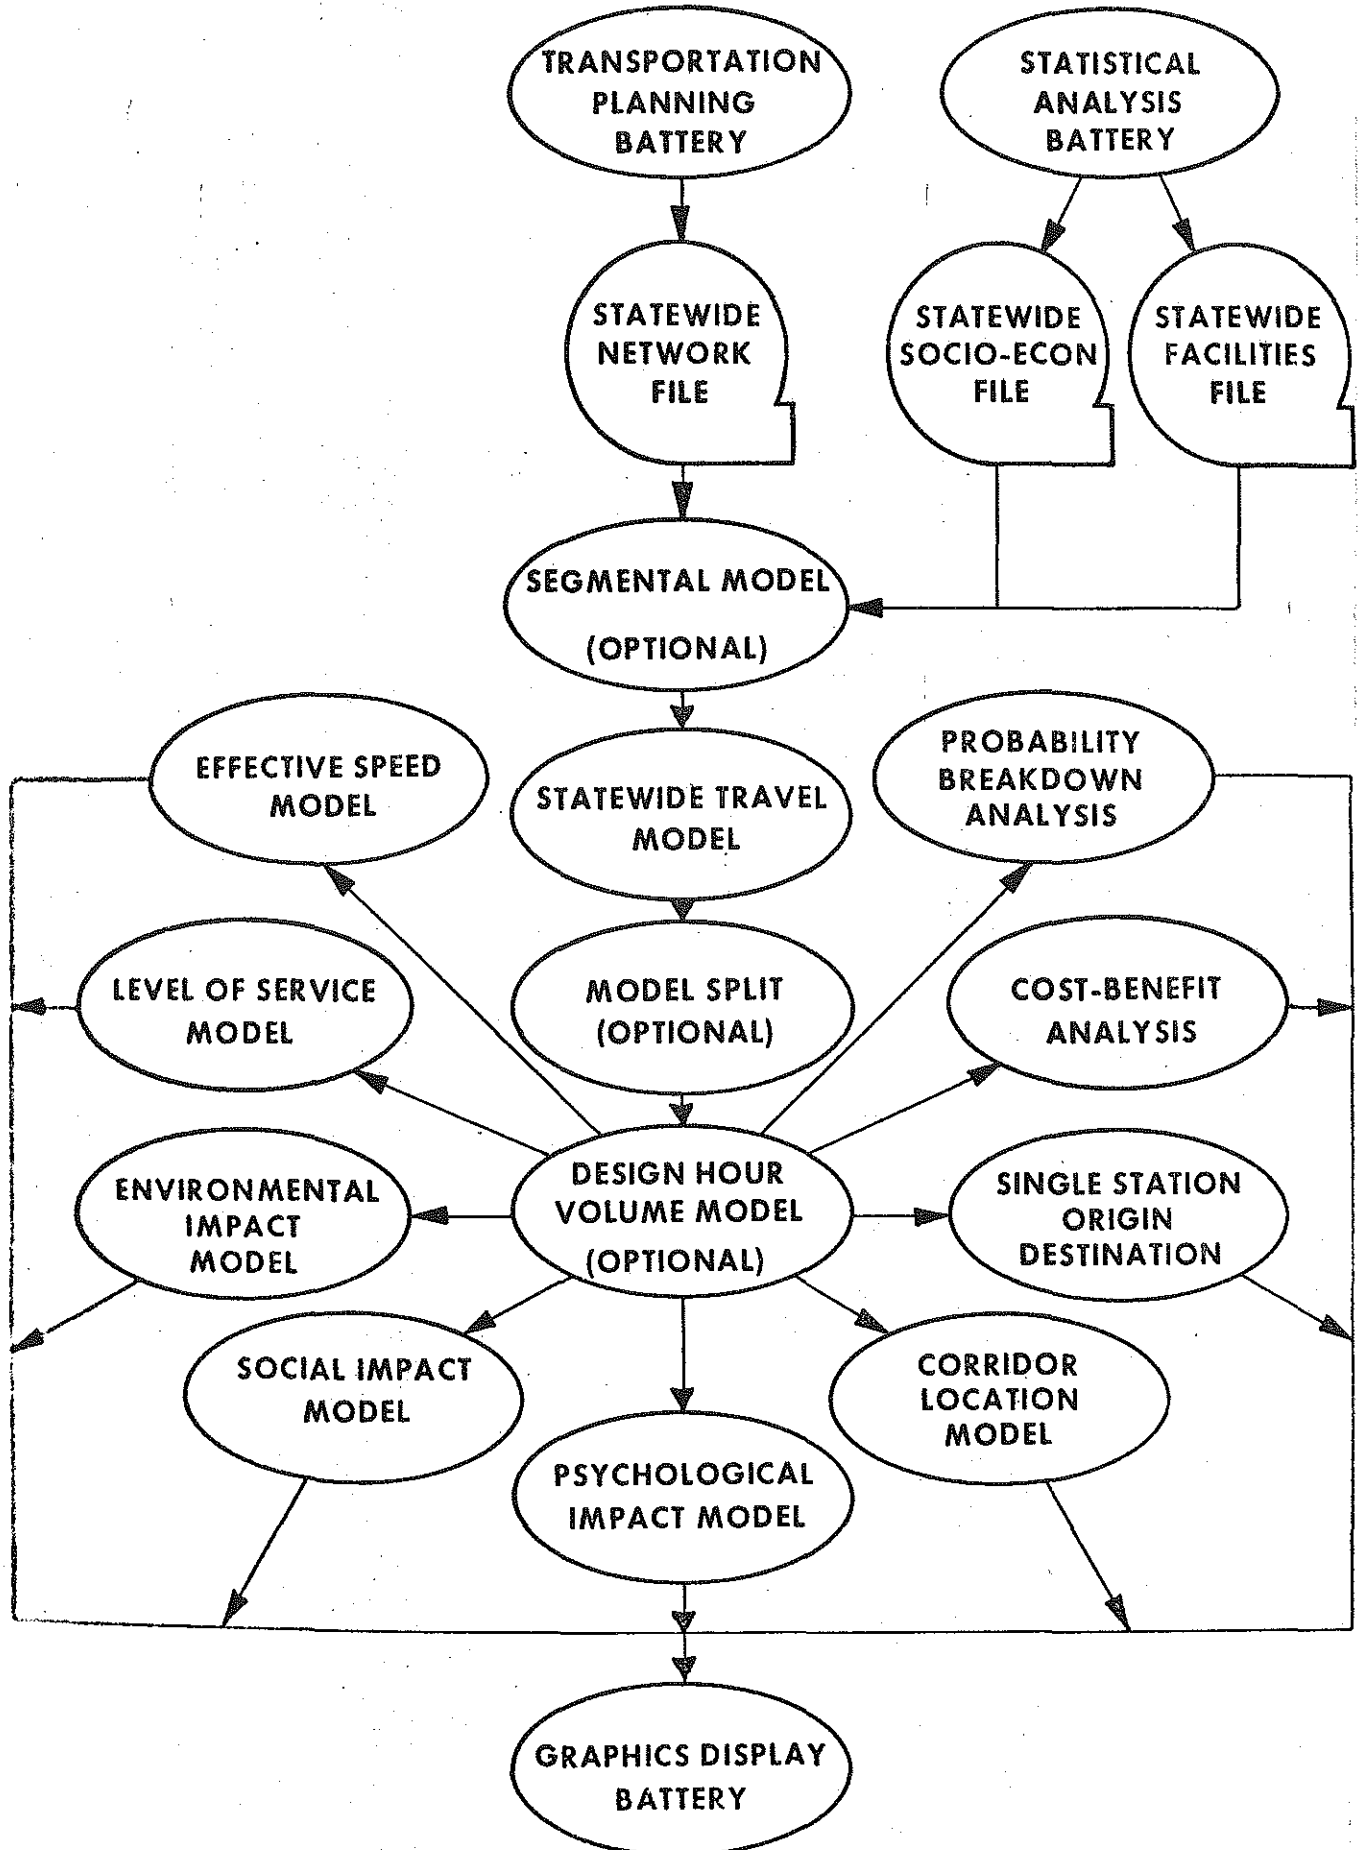 TRANSPORTATION
PLANNING
BATTERY
STATISTICAL
ANALYSIS
BATTERY
STATEWIDE
NETWORK
FILE
STATEWIDE
SOCIO-ECON
FILE
STATEWIDE
FACILITIES
FILE
SEGMENTAL MODEL
(OPTIONAL)
EFFECTIVE SPEED
MODEL
STATEWIDE TRAVEL
MODEL
PROBABILITY
BREAKDOWN
ANALYSIS
LEVEL OF SERVICE
MODEL
MODEL SPLIT
(OPTIONAL)
COST-BENEFIT
ANALYSIS
ENVIRONMENTAL
IMPACT
MODEL
DESIGN HOUR
VOLUME MODEL
(OPTIONAL)
SINGLE STATION
ORIGIN
DESTINATION
SOCIAL IMPACT
MODEL
PSYCHOLOGICAL
IMPACT MODEL
CORRIDOR
LOCATION
MODEL
GRAPHICS DISPLAY
BATTERY